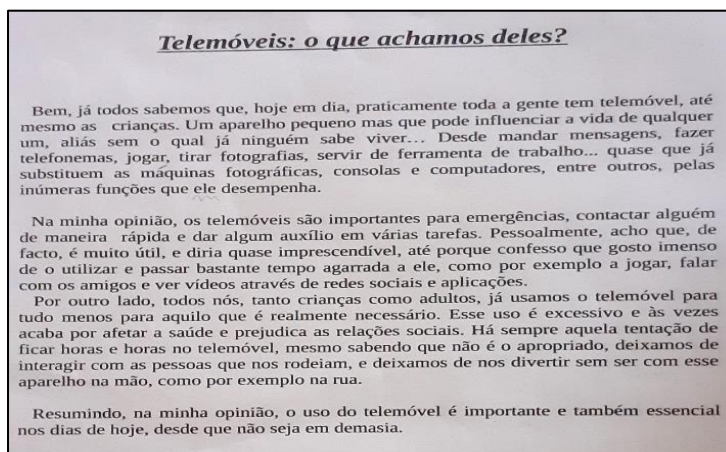 Telemóveis: o que achamos deles?
Bem, já todos sabemos que, hoje em dia, praticamente toda a gente tem telemóvel, até
mesmo as crianças. Um aparelho pequeno mas que pode influenciar a vida de qualquer
um, aliás sem o qual já ninguém sabe viver... Desde mandar mensagens, fazer
telefonemas, jogar, tirar fotografias, servir de ferramenta de trabalho... quase que já
substituem as máquinas fotográficas, consolas e computadores, entre outros, pelas
inúmeras funções que ele desempenha.
Na minha opinião, os telemóveis são importantes para emergências, contactar alguém
de maneira rápida e dar algum auxílio em várias tarefas. Pessoalmente, acho que, de
facto, é muito útil, e diria quase imprescendível, até porque confesso que gosto imenso
de o utilizar e passar bastante tempo agarrada a ele, como por exemplo a jogar, falar
com os amigos e ver vídeos através de redes sociais e aplicações.
Por outro lado, todos nós, tanto crianças como adultos, já usamos o telemóvel para
tudo menos para aquilo que é realmente necessário. Esse uso é excessivo e às vezes
acaba por afetar a saúde e prejudica as relações sociais. Há sempre aquela tentação de
ficar horas e horas no telemóvel, mesmo sabendo que não é o apropriado, deixamos de
interagir com as pessoas que nos rodeiam, e deixamos de nos divertir sem ser com esse
aparelho na mão, como por exemplo na rua.
Resumindo, na minha opinião, o uso do telemóvel é importante e também essencial
nos dias de hoje, desde que não seja em demasia.